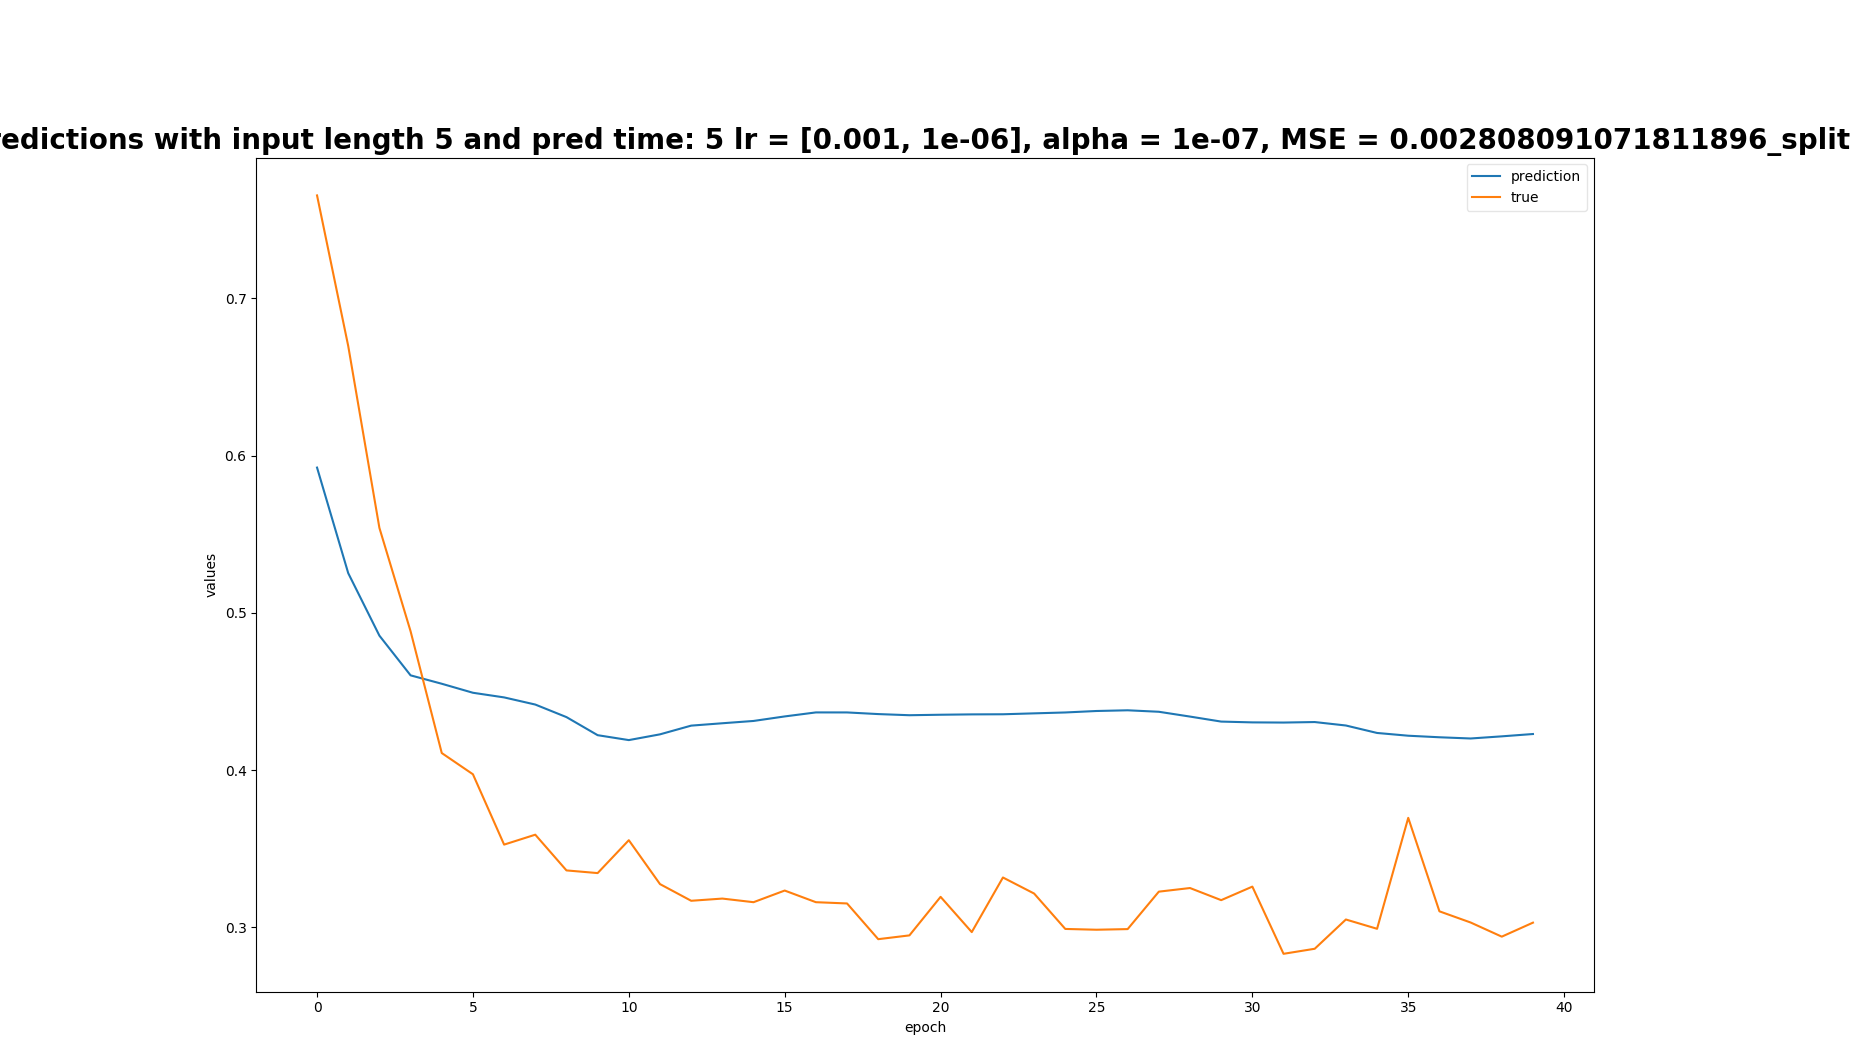 edictions with input length 5 and pred time: 5 lr = [0.001, 1e-06], alpha = 1e-07, MSE = 0.002808091071811896_split
prediction
true
0.7
0.6
0.5
0.4
0.3
values
0 5 10 15 20 25 30 35 40
epoch